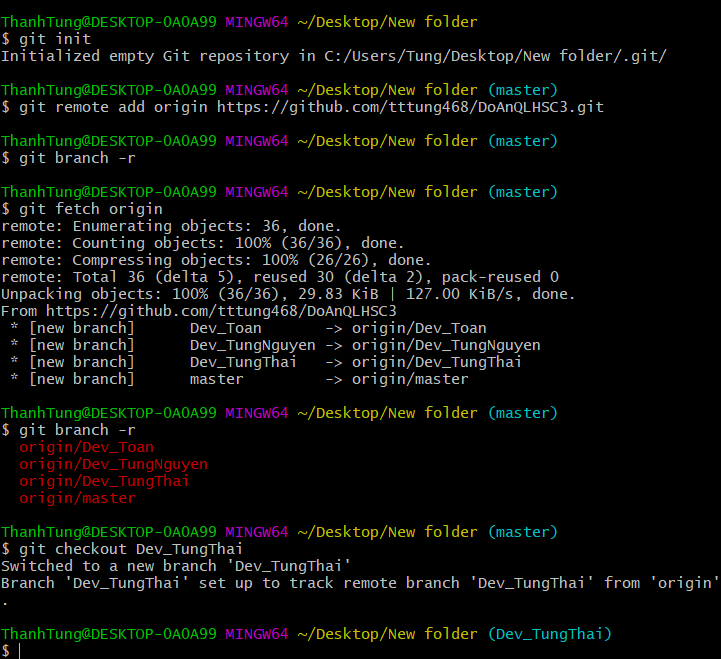 ThanhTung@DESKTOP-0A0A99 MINGW64 ~/Desktop/New folder
$ git init
Initialized empty Git repository in C:/Users/Tung/Desktop/New folder/.git/
ThanhTung@DESKTOP-0A0A99 MINGW64 ~/Desktop/New folder (master)
$ git remote add origin https://github.com/tttung468/DoAnQLHSC3.git
ThanhTung@DESKTOP-0A0A99 MINGW64 ~/Desktop/New folder (master)
$ git branch -r
ThanhTung@DESKTOP-0A0A99 MINGW64 ~/Desktop/New folder (master)
$ git fetch origin
remote: Enumerating objects: 36, done.
remote: Counting objects: 100% (36/36), done.
remote: Compressing objects: 100% (26/26), done.
remote: Total 36 (delta 5), reused 30 (delta 2), pack-reused 0
Unpacking objects: 100% (36/36), 29.83 KiB | 127.00 KiB/s, done.
From https://github.com/tttung468/DoAnQLHSC3
 * [new branch]      Dev_Toan       -> origin/Dev_Toan
 * [new branch]      Dev_TungNguyen -> origin/Dev_TungNguyen
 * [new branch]      Dev_TungThai   -> origin/Dev_TungThai
 * [new branch]      master         -> origin/master
ThanhTung@DESKTOP-0A0A99 MINGW64 ~/Desktop/New folder (master)
$ git branch -r
  origin/Dev_Toan
  origin/Dev_TungNguyen
  origin/Dev_TungThai
  origin/master
ThanhTung@DESKTOP-0A0A99 MINGW64 ~/Desktop/New folder (master)
$ git checkout Dev_TungThai
Switched to a new branch 'Dev_TungThai'
Branch 'Dev_TungThai' set up to track remote branch 'Dev_TungThai' from 'origin'
.
ThanhTung@DESKTOP-0A0A99 MINGW64 ~/Desktop/New folder (Dev_TungThai)
$